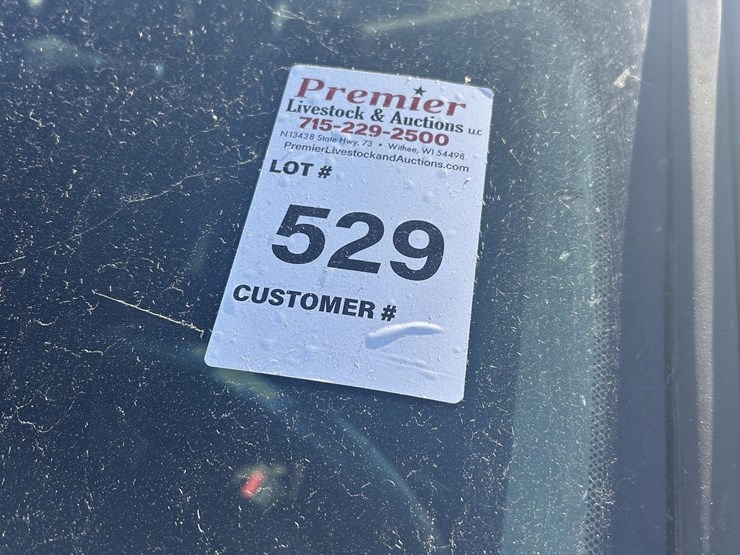 Premier
Livestock & Auctions LLC
715-229-2500
N13438 State Hwy. 73 • Withee, WI 54498
PremierLivestockandAuctions.com
LOT #
529
CUSTOMER #